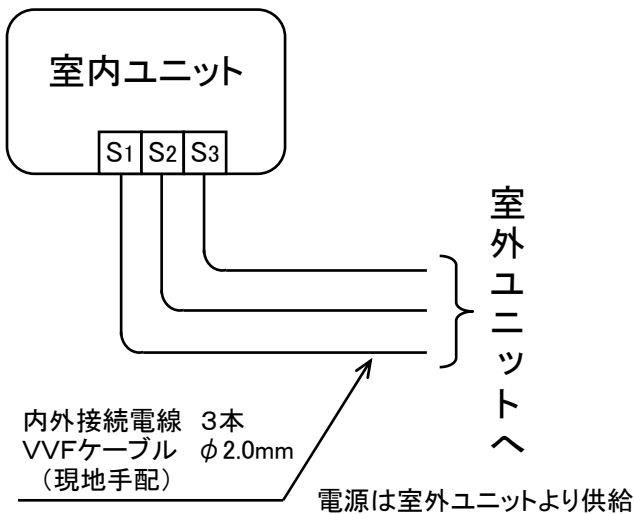 室内ユニット
S1 S2 S3
室外ユニットへ
内外接続電線 3本
VVFケーブル φ2.0mm
（現地手配）
電源は室外ユニットより供給